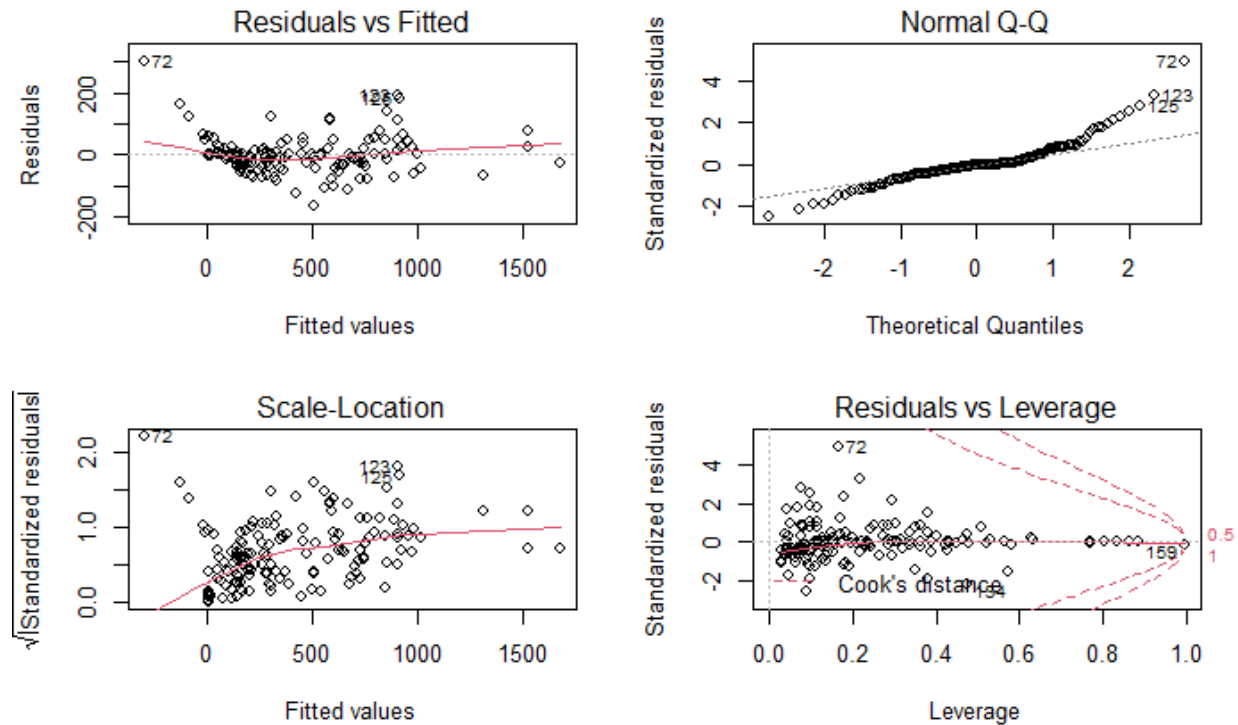 Residuals vs Fitted
Residuals
-200 0 200
72
123
125
0 500 1000 1500
Fitted values
Normal Q-Q
Standardized residuals
-2 0 2 4
72
123
125
-2 -1 0 1 2
Theoretical Quantiles
Scale-Location
√|Standardized residuals|
0.0 1.0 2.0
72
123
125
0 500 1000 1500
Fitted values
Residuals vs Leverage
Standardized residuals
-2 0 2 4
72
159
Cook's distance
0.5
1
0.0 0.2 0.4 0.6 0.8 1.0
Leverage